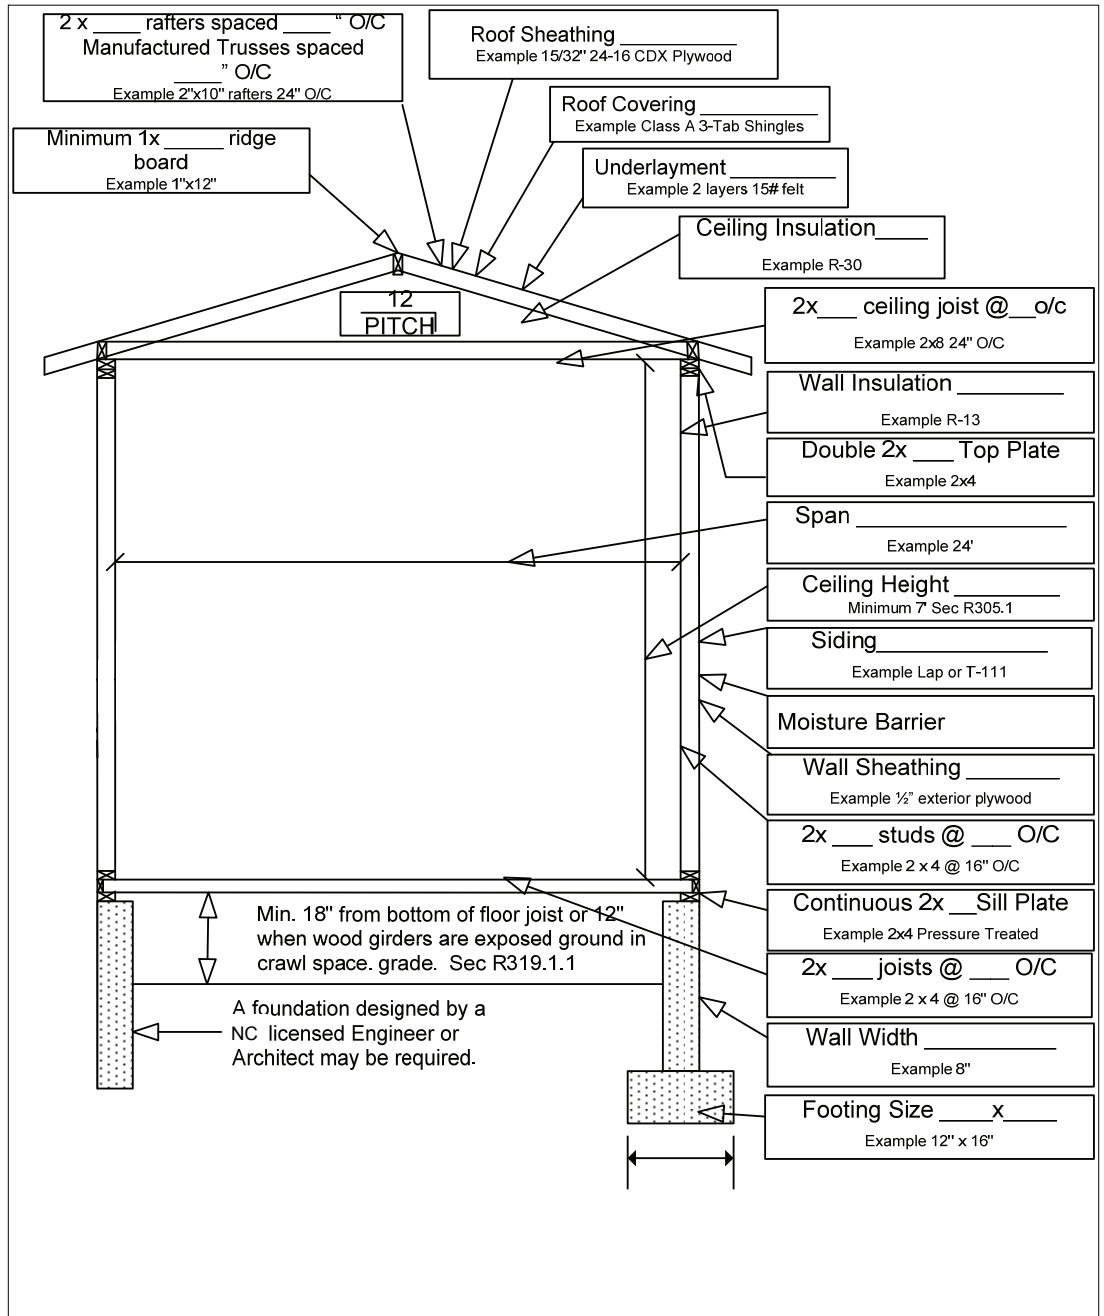 2 x ____ rafters spaced ____ “ O/C
Manufactured Trusses spaced
____” O/C
Example 2"x10" rafters 24" O/C
Roof Sheathing __________
Example 15/32" 24-16 CDX Plywood
Roof Covering __________
Example Class A 3-Tab Shingles
Minimum 1x _____ ridge
board
Example 1"x12"
Underlayment _________
Example 2 layers 15# felt
Ceiling Insulation____
Example R-30
12
PITCH
2x___ ceiling joist @__o/c
Example 2x8 24" O/C
Wall Insulation _________
Example R-13
Double 2x ___ Top Plate
Example 2x4
Span __________________
Example 24'
Ceiling Height _________
Minimum 7' Sec R305.1
Siding______________
Example Lap or T-111
Moisture Barrier
Wall Sheathing ________
Example ½” exterior plywood
2x ___ studs @ ___ O/C
Example 2 x 4 @ 16" O/C
Continuous 2x __Sill Plate
Example 2x4 Pressure Treated
2x ___ joists @ ___ O/C
Example 2 x 4 @ 16" O/C
Wall Width ___________
Example 8"
Footing Size ____x____
Example 12" x 16"
Min. 18" from bottom of floor joist or 12"
when wood girders are exposed ground in
crawl space. grade. Sec R319.1.1
A foundation designed by a
NC licensed Engineer or
Architect may be required.